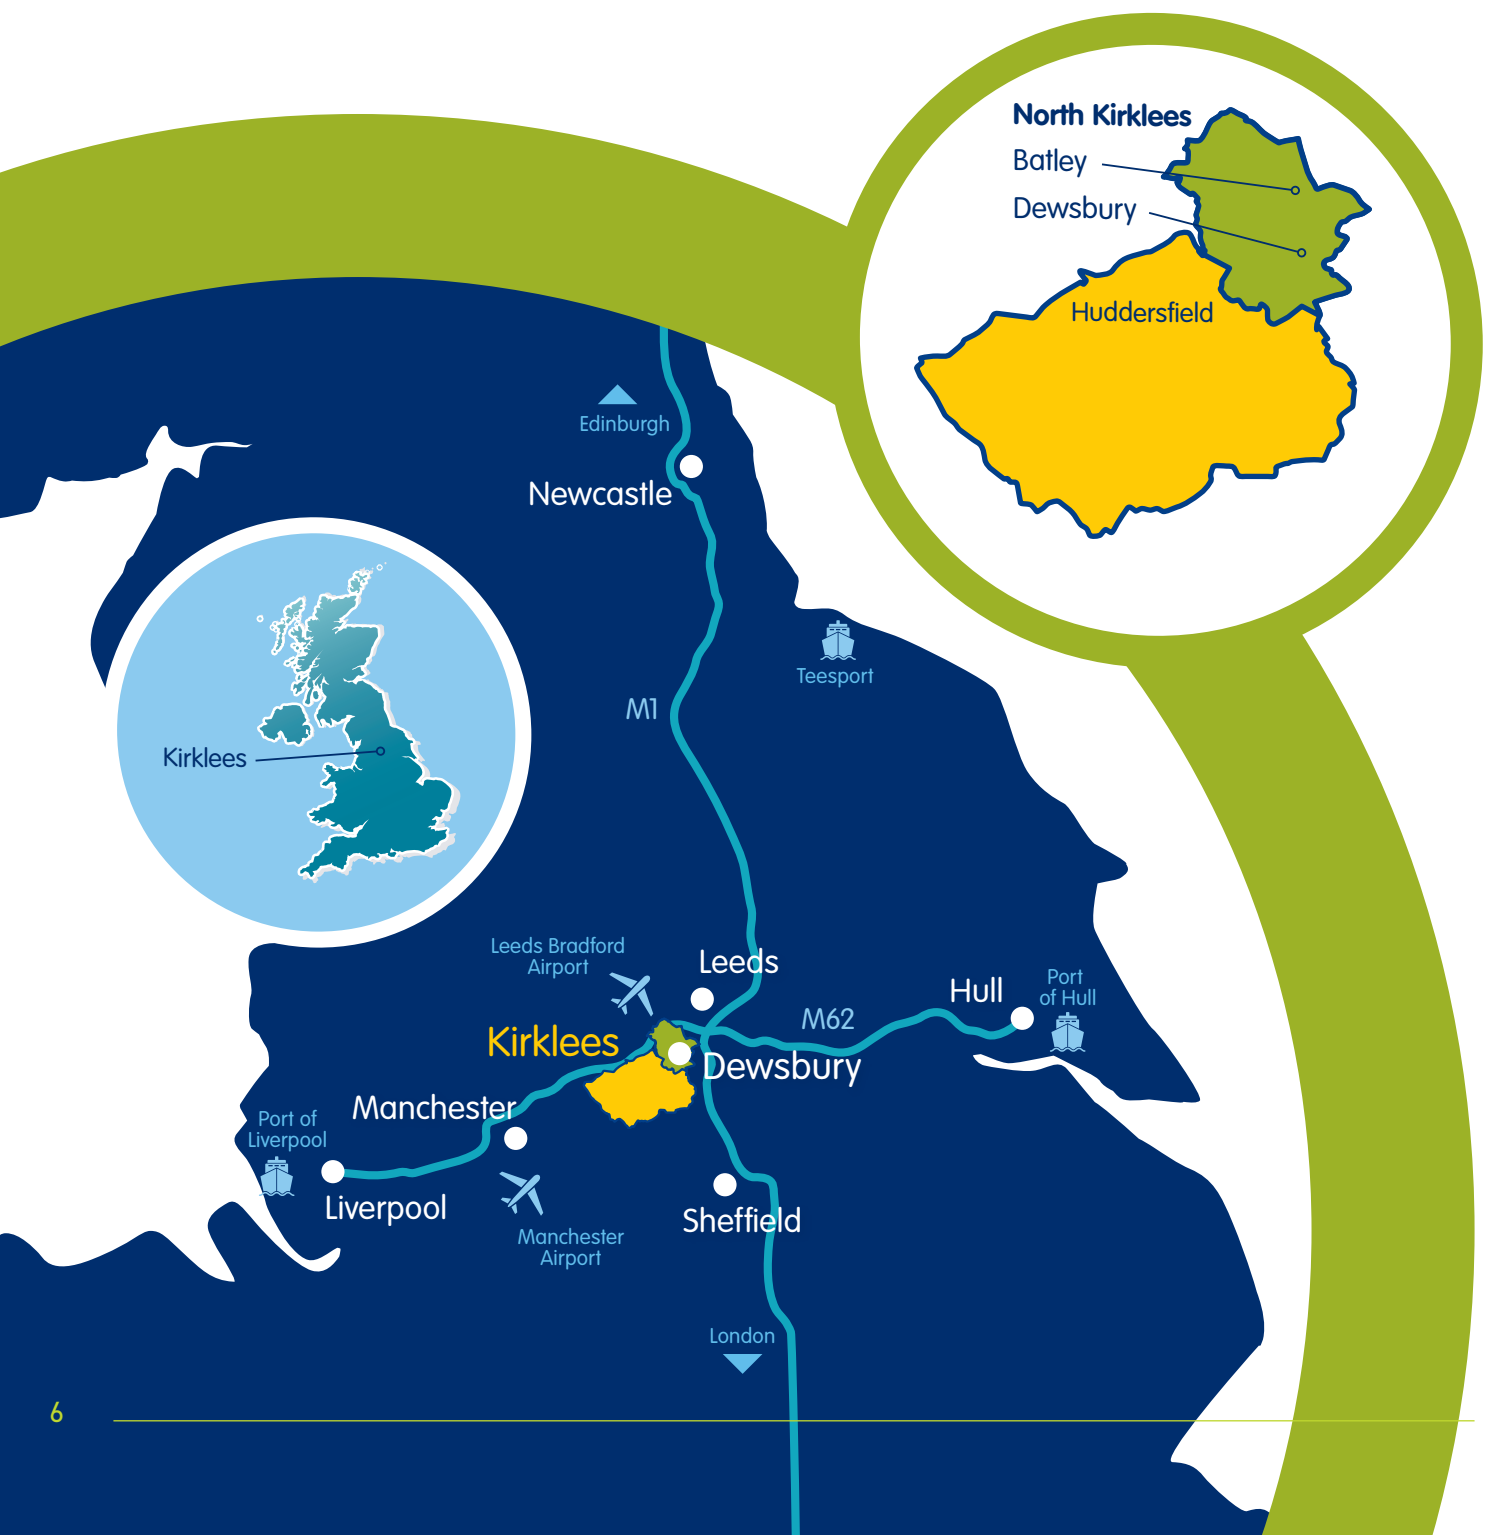 North Kirklees
Batley
Dewsbury
Huddersfield
Edinburgh
Newcastle
Teesport
M1
Kirklees
Leeds Bradford
Airport
Leeds
Hull
Port
of Hull
M62
Kirklees
Dewsbury
Manchester
Port of
Liverpool
Liverpool
Sheffield
Manchester
Airport
London
6